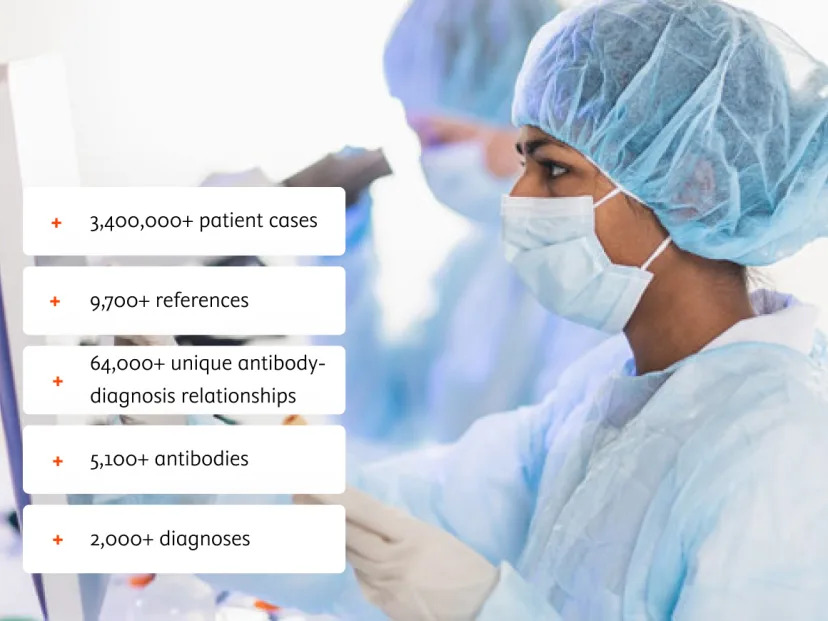 + 3,400,000+ patient cases
+ 9,700+ references
64,000+ unique antibody-
+ diagnosis relationships
+ 5,100+ antibodies
+ 2,000+ diagnoses